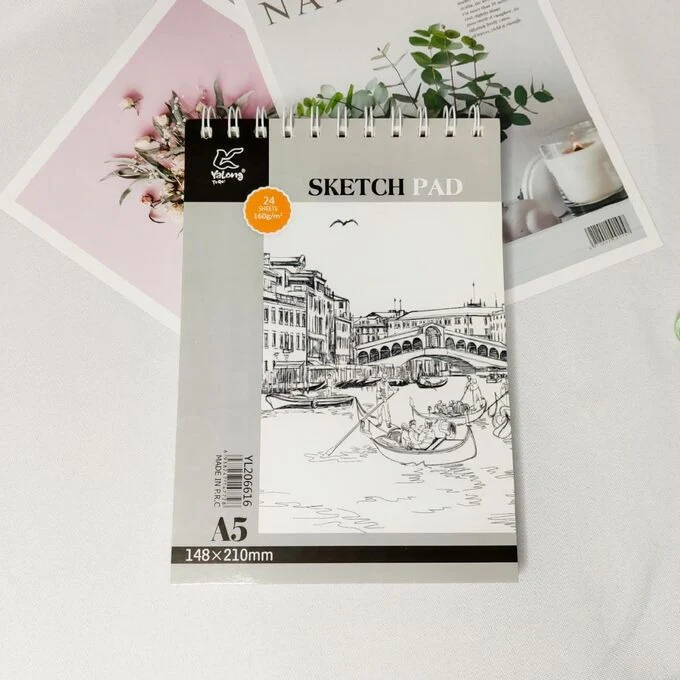 Yalong®
SKETCH PAD
24
SHEETS
160g/m²
YL206616
MADE IN P.R.C
A5
148×210mm